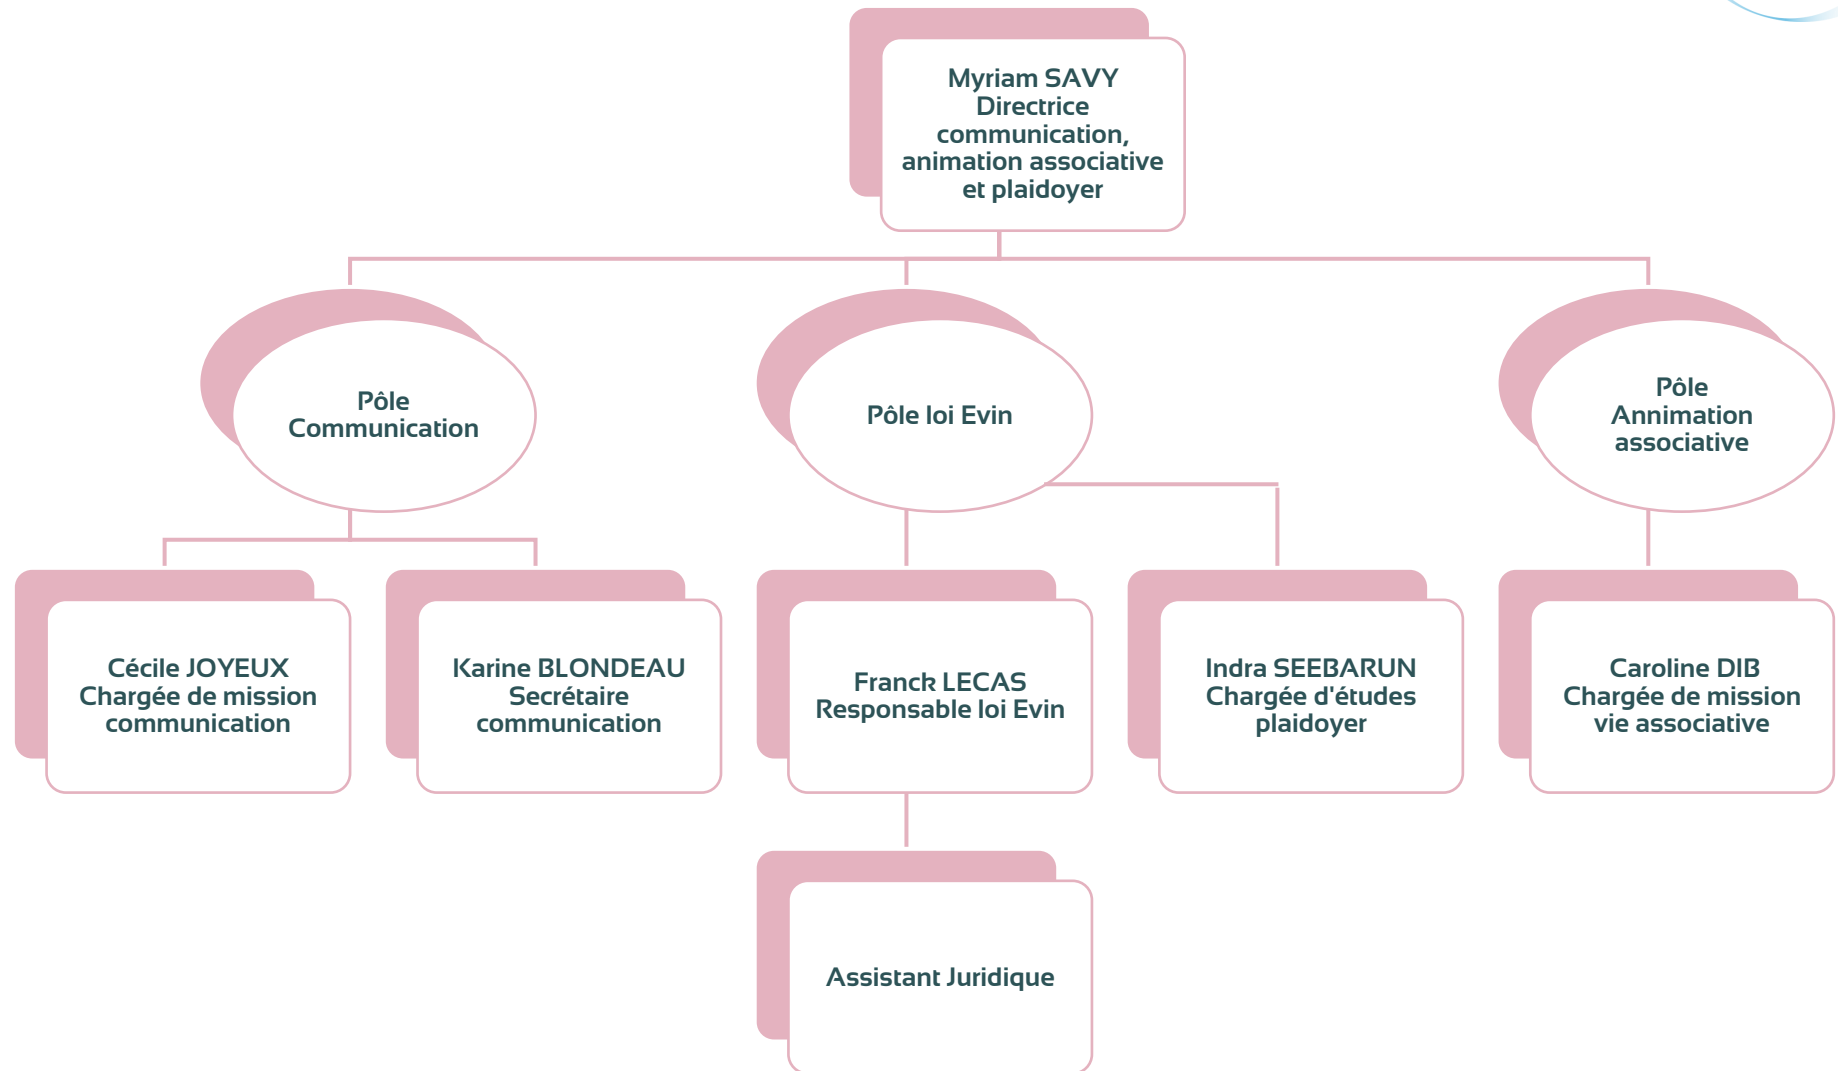 Myriam SAVY
Directrice
communication,
animation associative
et plaidoyer
Pôle
Communication
Pôle loi Evin
Pôle
Annimation
associative
Cécile JOYEUX
Chargée de mission
communication
Karine BLONDEAU
Secrétaire
communication
Franck LECAS
Responsable loi Evin
Indra SEEBARUN
Chargée d'études
plaidoyer
Caroline DIB
Chargée de mission
vie associative
Assistant Juridique